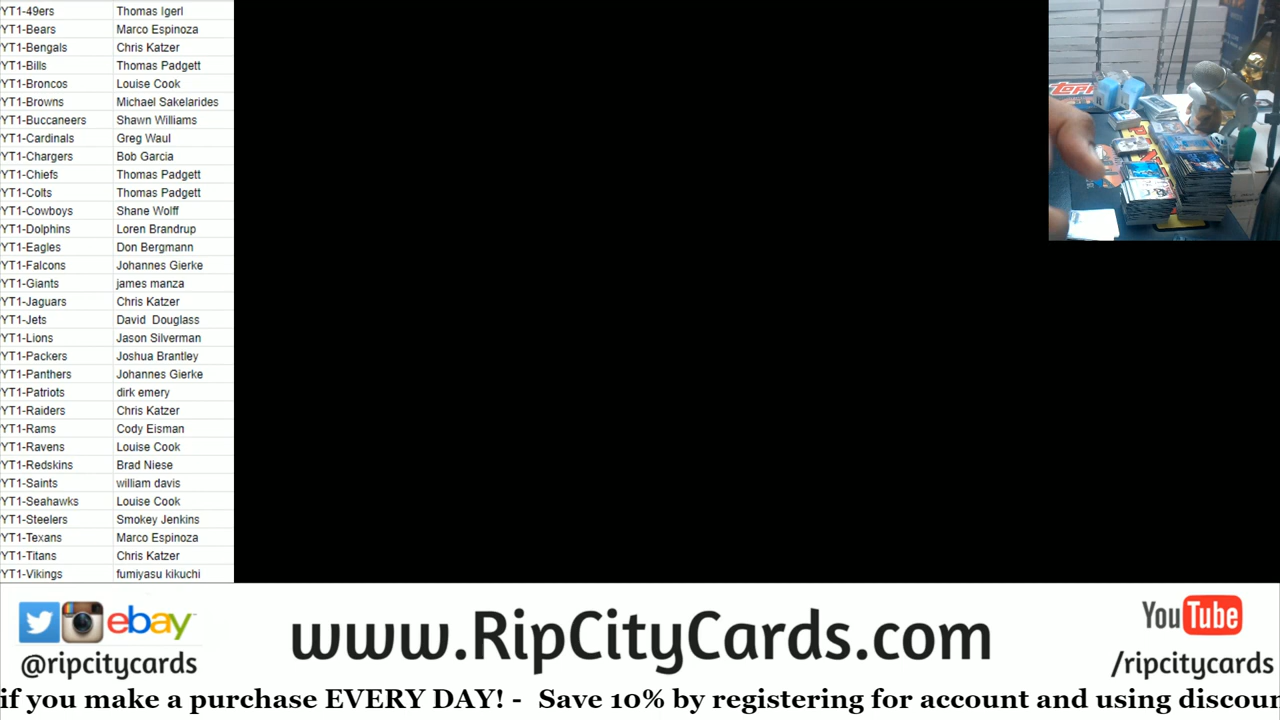 YT1-49ers Thomas Igerl
YT1-Bears Marco Espinoza
YT1-Bengals Chris Katzer
YT1-Bills Thomas Padgett
YT1-Broncos Louise Cook
YT1-Browns Michael Sakelarides
YT1-Buccaneers Shawn Williams
YT1-Cardinals Greg Waul
YT1-Chargers Bob Garcia
YT1-Chiefs Thomas Padgett
YT1-Colts Thomas Padgett
YT1-Cowboys Shane Wolff
YT1-Dolphins Loren Brandrup
YT1-Eagles Don Bergmann
YT1-Falcons Johannes Gierke
YT1-Giants james manza
YT1-Jaguars Chris Katzer
YT1-Jets David Douglass
YT1-Lions Jason Silverman
YT1-Packers Joshua Brantley
YT1-Panthers Johannes Gierke
YT1-Patriots dirk emery
YT1-Raiders Chris Katzer
YT1-Rams Cody Eisman
YT1-Ravens Louise Cook
YT1-Redskins Brad Niese
YT1-Saints william davis
YT1-Seahawks Louise Cook
YT1-Steelers Smokey Jenkins
YT1-Texans Marco Espinoza
YT1-Titans Chris Katzer
YT1-Vikings fumiyasu kikuchi
ebay
@ripcitycards
www.RipCityCards.com
YouTube
/ripcitycards
if you make a purchase EVERY DAY! - Save 10% by registering for account and using discoun